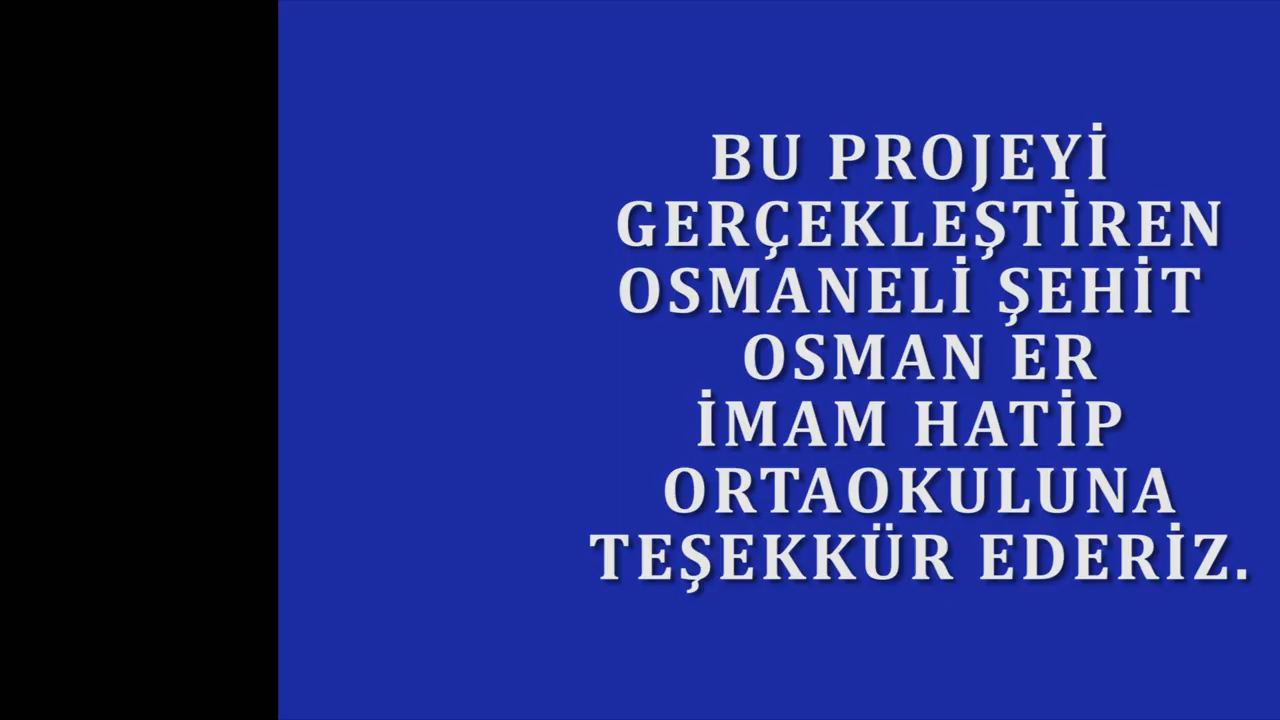 BU PROJEYİ
GERÇEKLEŞTİREN
OSMANELİ ŞEHİT
OSMAN ER
İMAM HATİP
ORTAOKULUNA
TEŞEKKÜR EDERİZ.